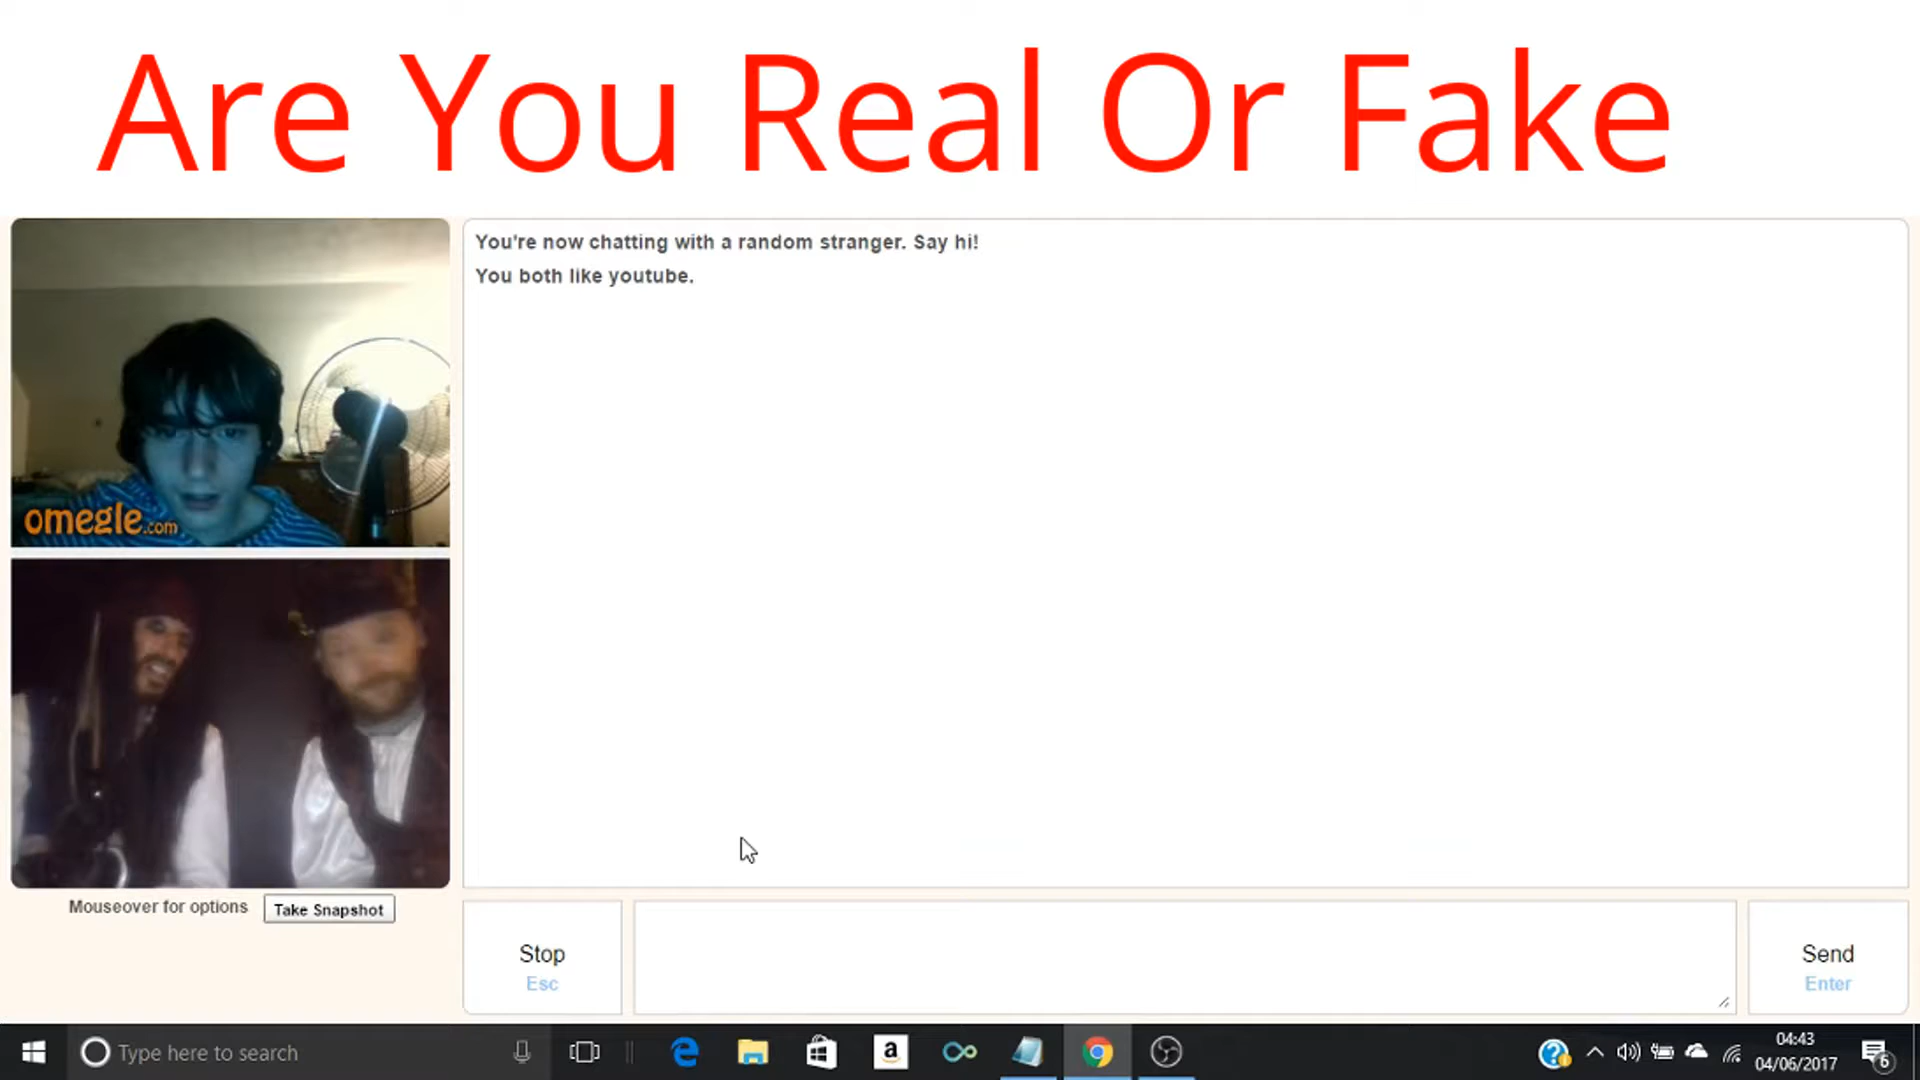 Are You Real Or Fake
You're now chatting with a random stranger. Say hi!
You both like youtube.
omegle.com
Mouseover for options
Take Snapshot
Stop
Esc
Send
Enter
Type here to search
a
04:43
04/06/2017
6